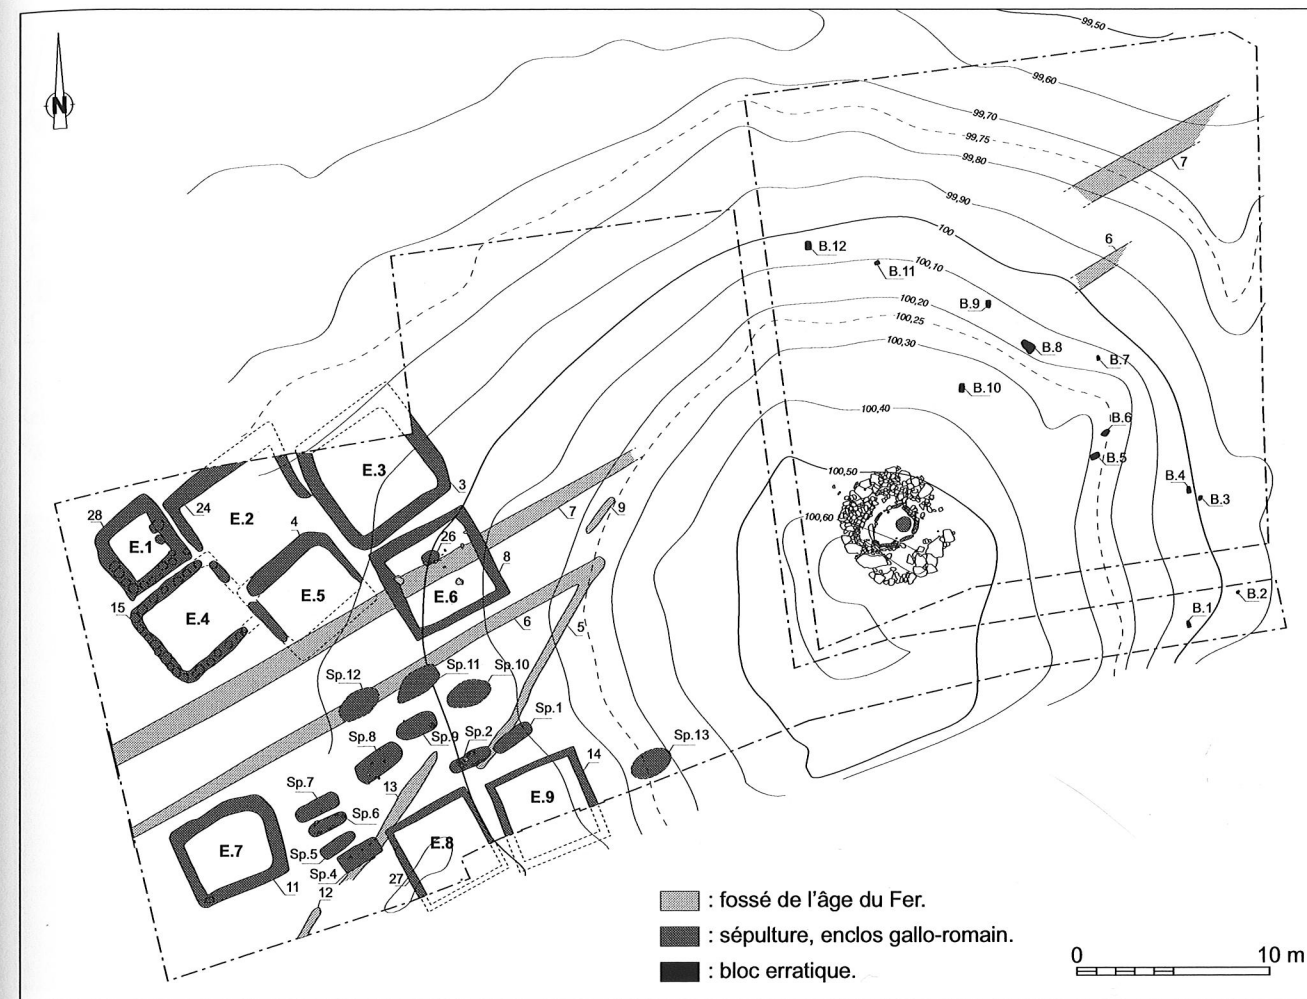 99,50
N
99,60
99,70
99,75
99,80
7
99,90
100
6
B.12
B.11
100,10
B.9
100,20
100,25
B.8
100,30
B.7
B.10
100,40
B.6
B.5
E.3
100,50
B.4
B.3
3
28
24
E.2
4
7
9
100,60
E.1
26
8
E.5
E.6
B.2
15
E.4
6
5
B.1
Sp.12
Sp.11
Sp.10
Sp.1
Sp.8
Sp.9
Sp.2
Sp.13
14
13
Sp.7
E.9
Sp.6
E.7
Sp.5
E.8
Sp.4
11
12
27
: fossé de l'âge du Fer.
: sépulture, enclos gallo-romain.
: bloc erratique.
0 10 m